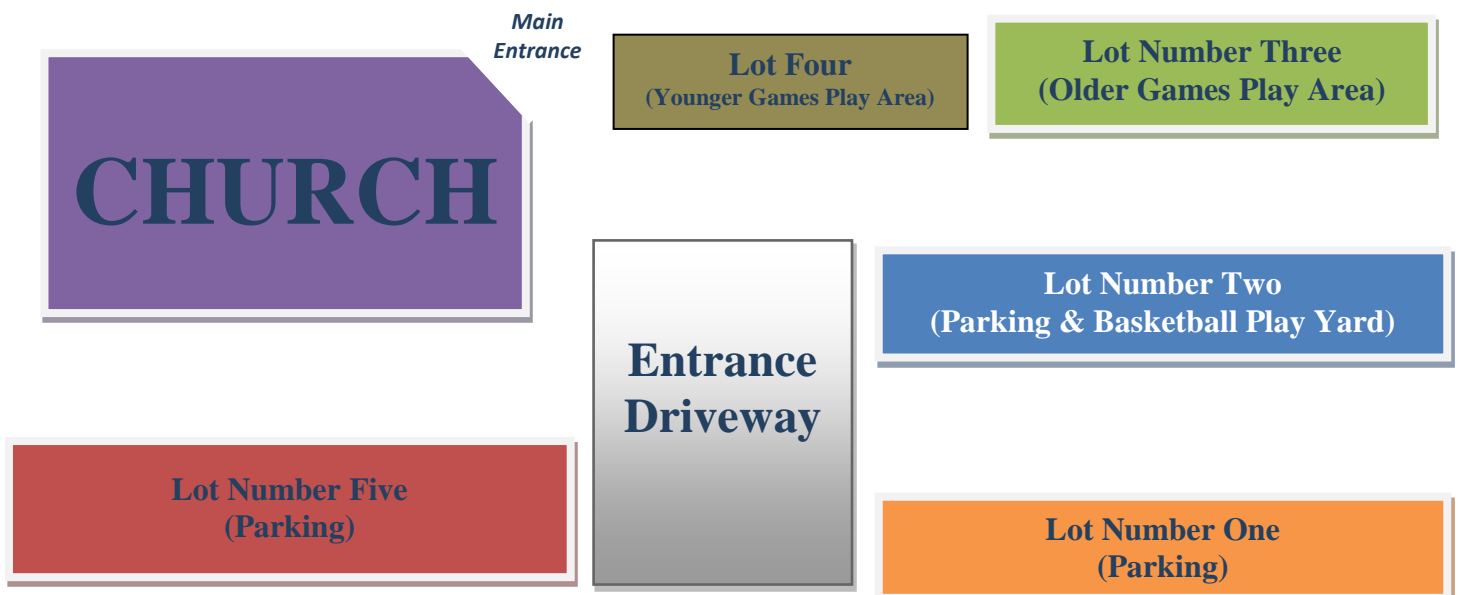 Main
Entrance
CHURCH
Lot Four
(Younger Games Play Area)
Lot Number Three
(Older Games Play Area)
Entrance
Driveway
Lot Number Two
(Parking & Basketball Play Yard)
Lot Number Five
(Parking)
Lot Number One
(Parking)